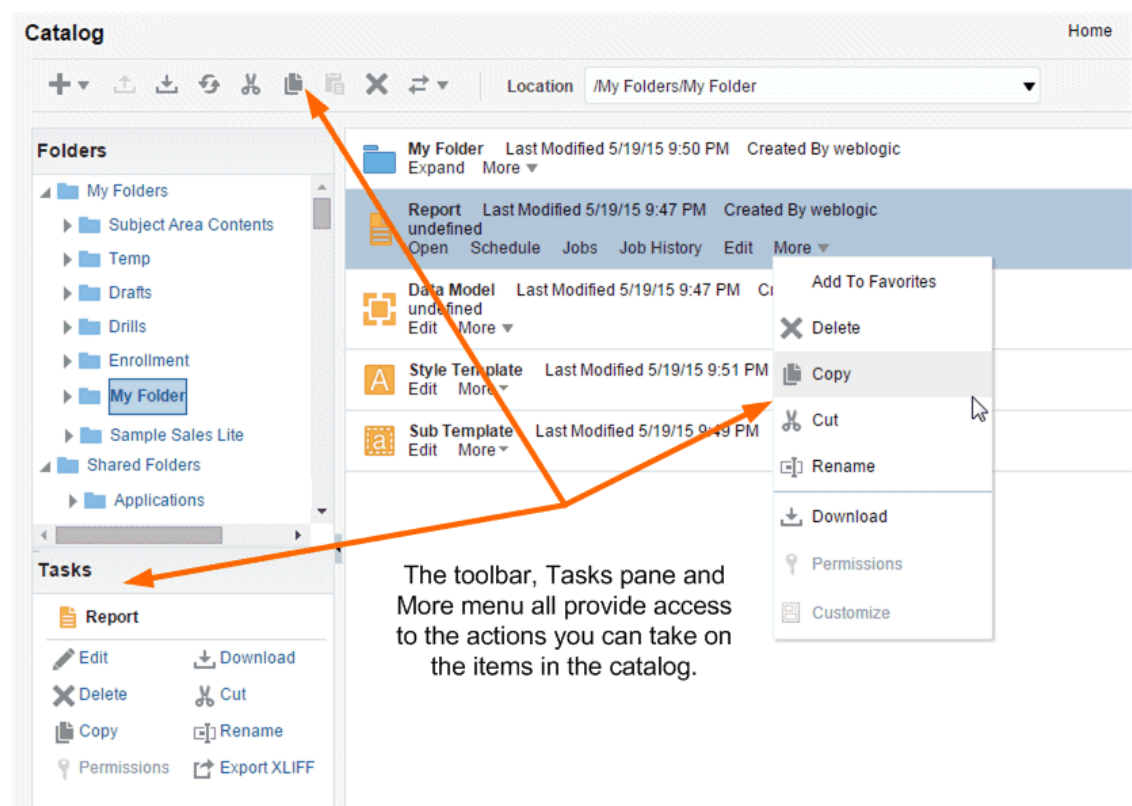 Catalog
Home
Location /My Folders/My Folder
Folders
My Folders
Subject Area Contents
Temp
Drafts
Drills
Enrollment
My Folder
Sample Sales Lite
Shared Folders
Applications
My Folder Last Modified 5/19/15 9:50 PM Created By weblogic
Expand More
Report Last Modified 5/19/15 9:47 PM Created By weblogic
undefined
Open Schedule Jobs Job History Edit More
Data Model Last Modified 5/19/15 9:47 PM
undefined
Edit More
Style Template Last Modified 5/19/15 9:51 PM
Edit More
Sub Template Last Modified 5/19/15 9:49 PM
Edit More
Add To Favorites
Delete
Copy
Cut
Rename
Download
Permissions
Customize
Tasks
Report
Edit Download
Delete Cut
Copy Rename
Permissions Export XLIFF
The toolbar, Tasks pane and
More menu all provide access
to the actions you can take on
the items in the catalog.